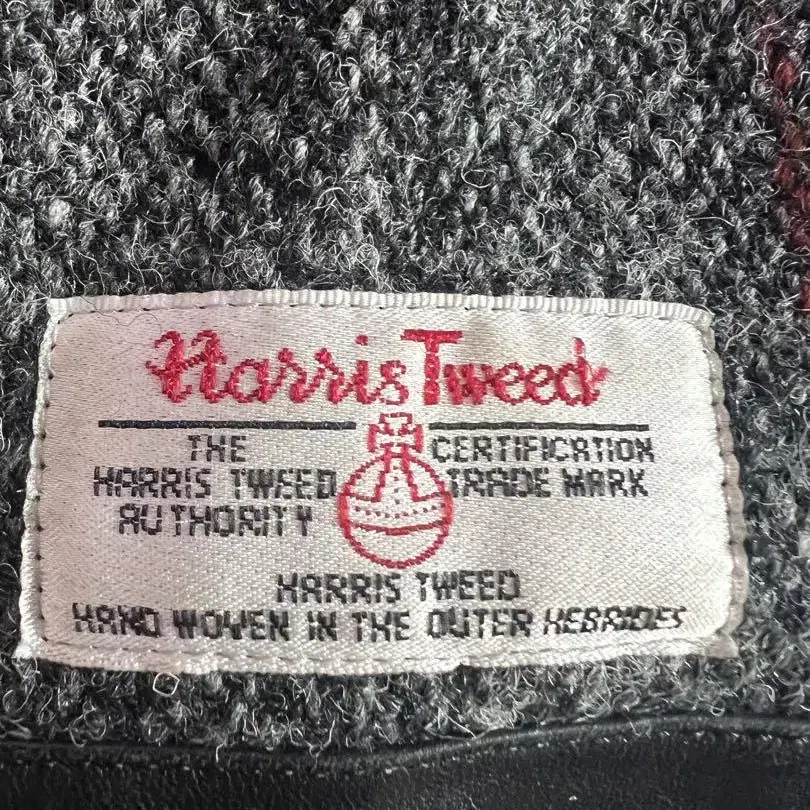 Harris Tweed
THE
HARRIS TWEED
AUTHORITY
CERTIFICATION
TRADE MARK
HARRIS TWEED
HAND WOVEN IN THE OUTER HEBRIDES